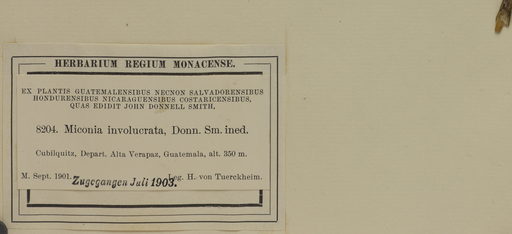 HERBARIUM REGIUM MONACENSE.
EX PLANTIS GUATEMALENSIBUS NECNON SALVADORENSIBUS
HONDURENSIBUS NICARAGUENSIBUS COSTARICENSIBUS,
QUAS EDIDIT JOHN DONNELL SMITH.
8204. Miconia involucrata, Donn. Sm. ined.
Cubilquitz, Depart. Alta Verapaz, Guatemala, alt. 350 m.
M. Sept. 1901. Zugegangen Juli 1903. Leg. H. von Tuerckheim.